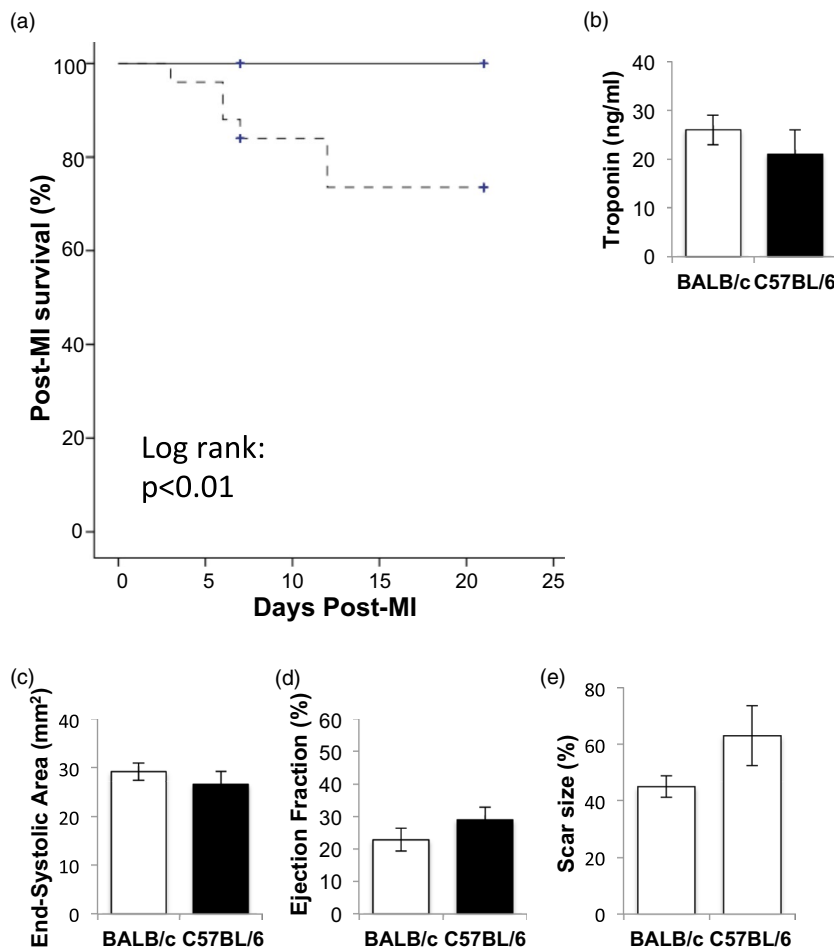 (a)
Post-MI survival (%)
100
80
60
40
20
0
Log rank:
p<0.01
0 5 10 15 20 25
Days Post-MI
(b)
Troponin (ng/ml)
40
30
20
10
0
BALB/c C57BL/6
(c)
End-Systolic Area (mm²)
40
30
20
10
0
BALB/c C57BL/6
(d)
Ejection Fraction (%)
60
50
40
30
20
10
0
BALB/c C57BL/6
(e)
Scar size (%)
80
60
40
20
0
BALB/c C57BL/6